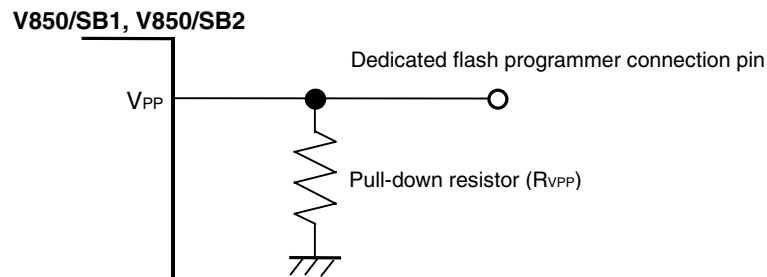 V850/SB1, V850/SB2
Dedicated flash programmer connection pin
VPP
Pull-down resistor (RVPP)